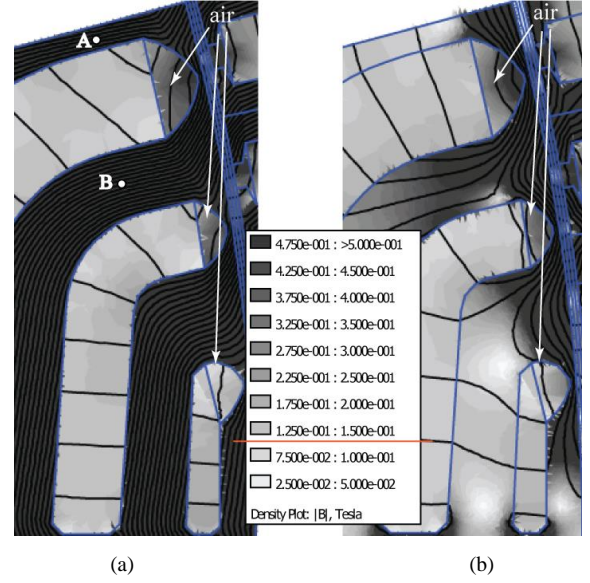 air
air
A
B
4.750e-001 : >5.000e-001
4.250e-001 : 4.500e-001
3.750e-001 : 4.000e-001
3.250e-001 : 3.500e-001
2.750e-001 : 3.000e-001
2.250e-001 : 2.500e-001
1.750e-001 : 2.000e-001
1.250e-001 : 1.500e-001
7.500e-002 : 1.000e-001
2.500e-002 : 5.000e-002
Density Plot: |B|, Tesla
(a)
(b)